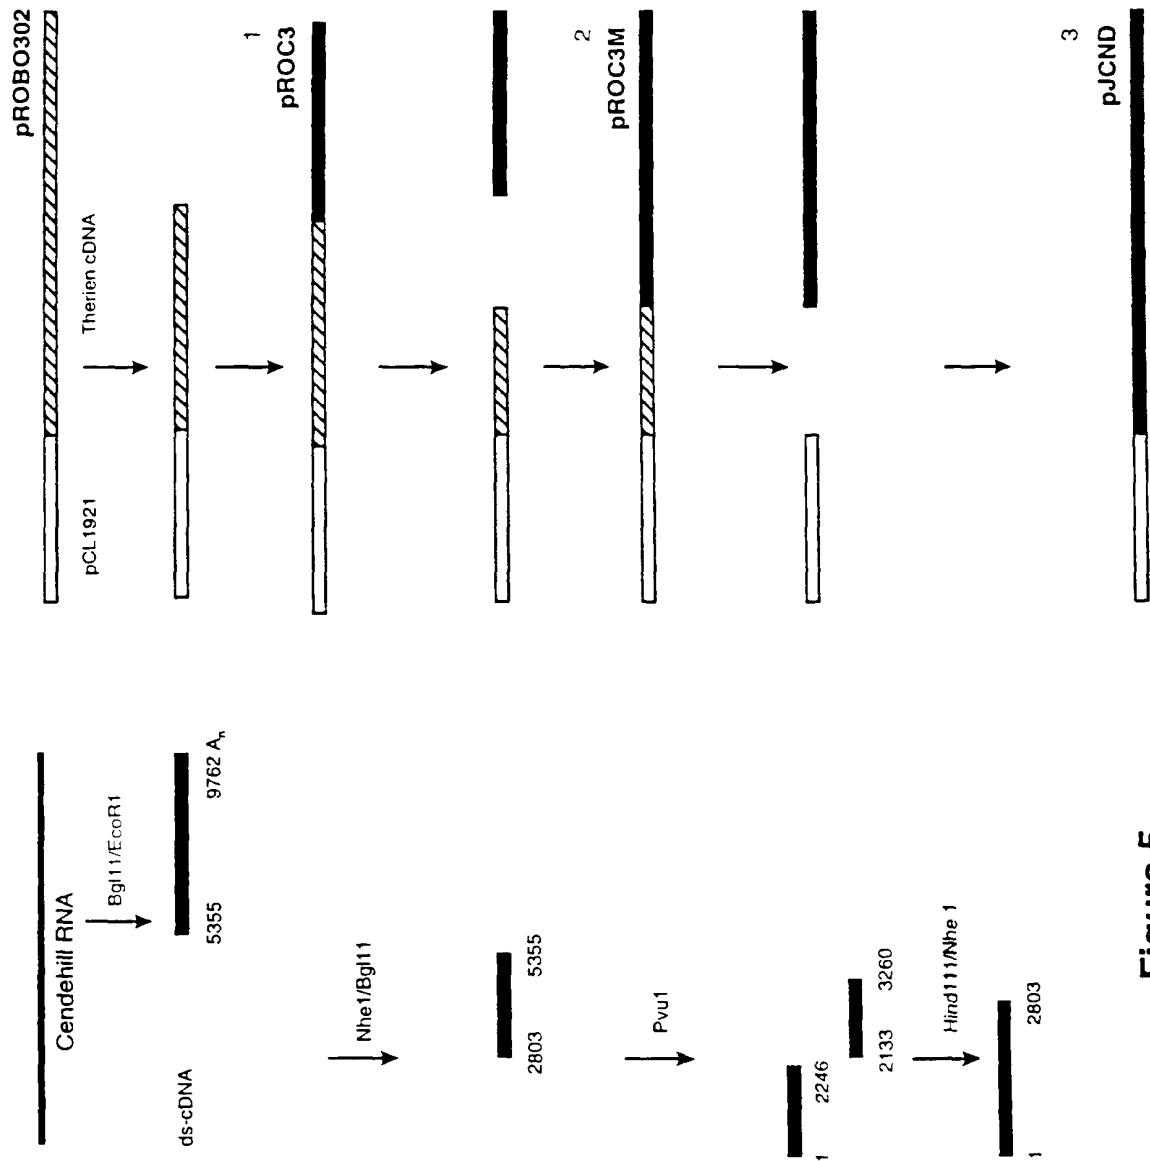 pROBO302
Therien cDNA
pCL1921
1
pROC3
2
pROC3M
3
pJCND
Cendehill RNA
Bgl11/EcoR1
ds-cDNA
5355
9762 An
Nhe1/Bgl11
2803
5355
Pvu1
1
2246
2133
3260
Hind111/Nhe 1
1
2803
Figure 5